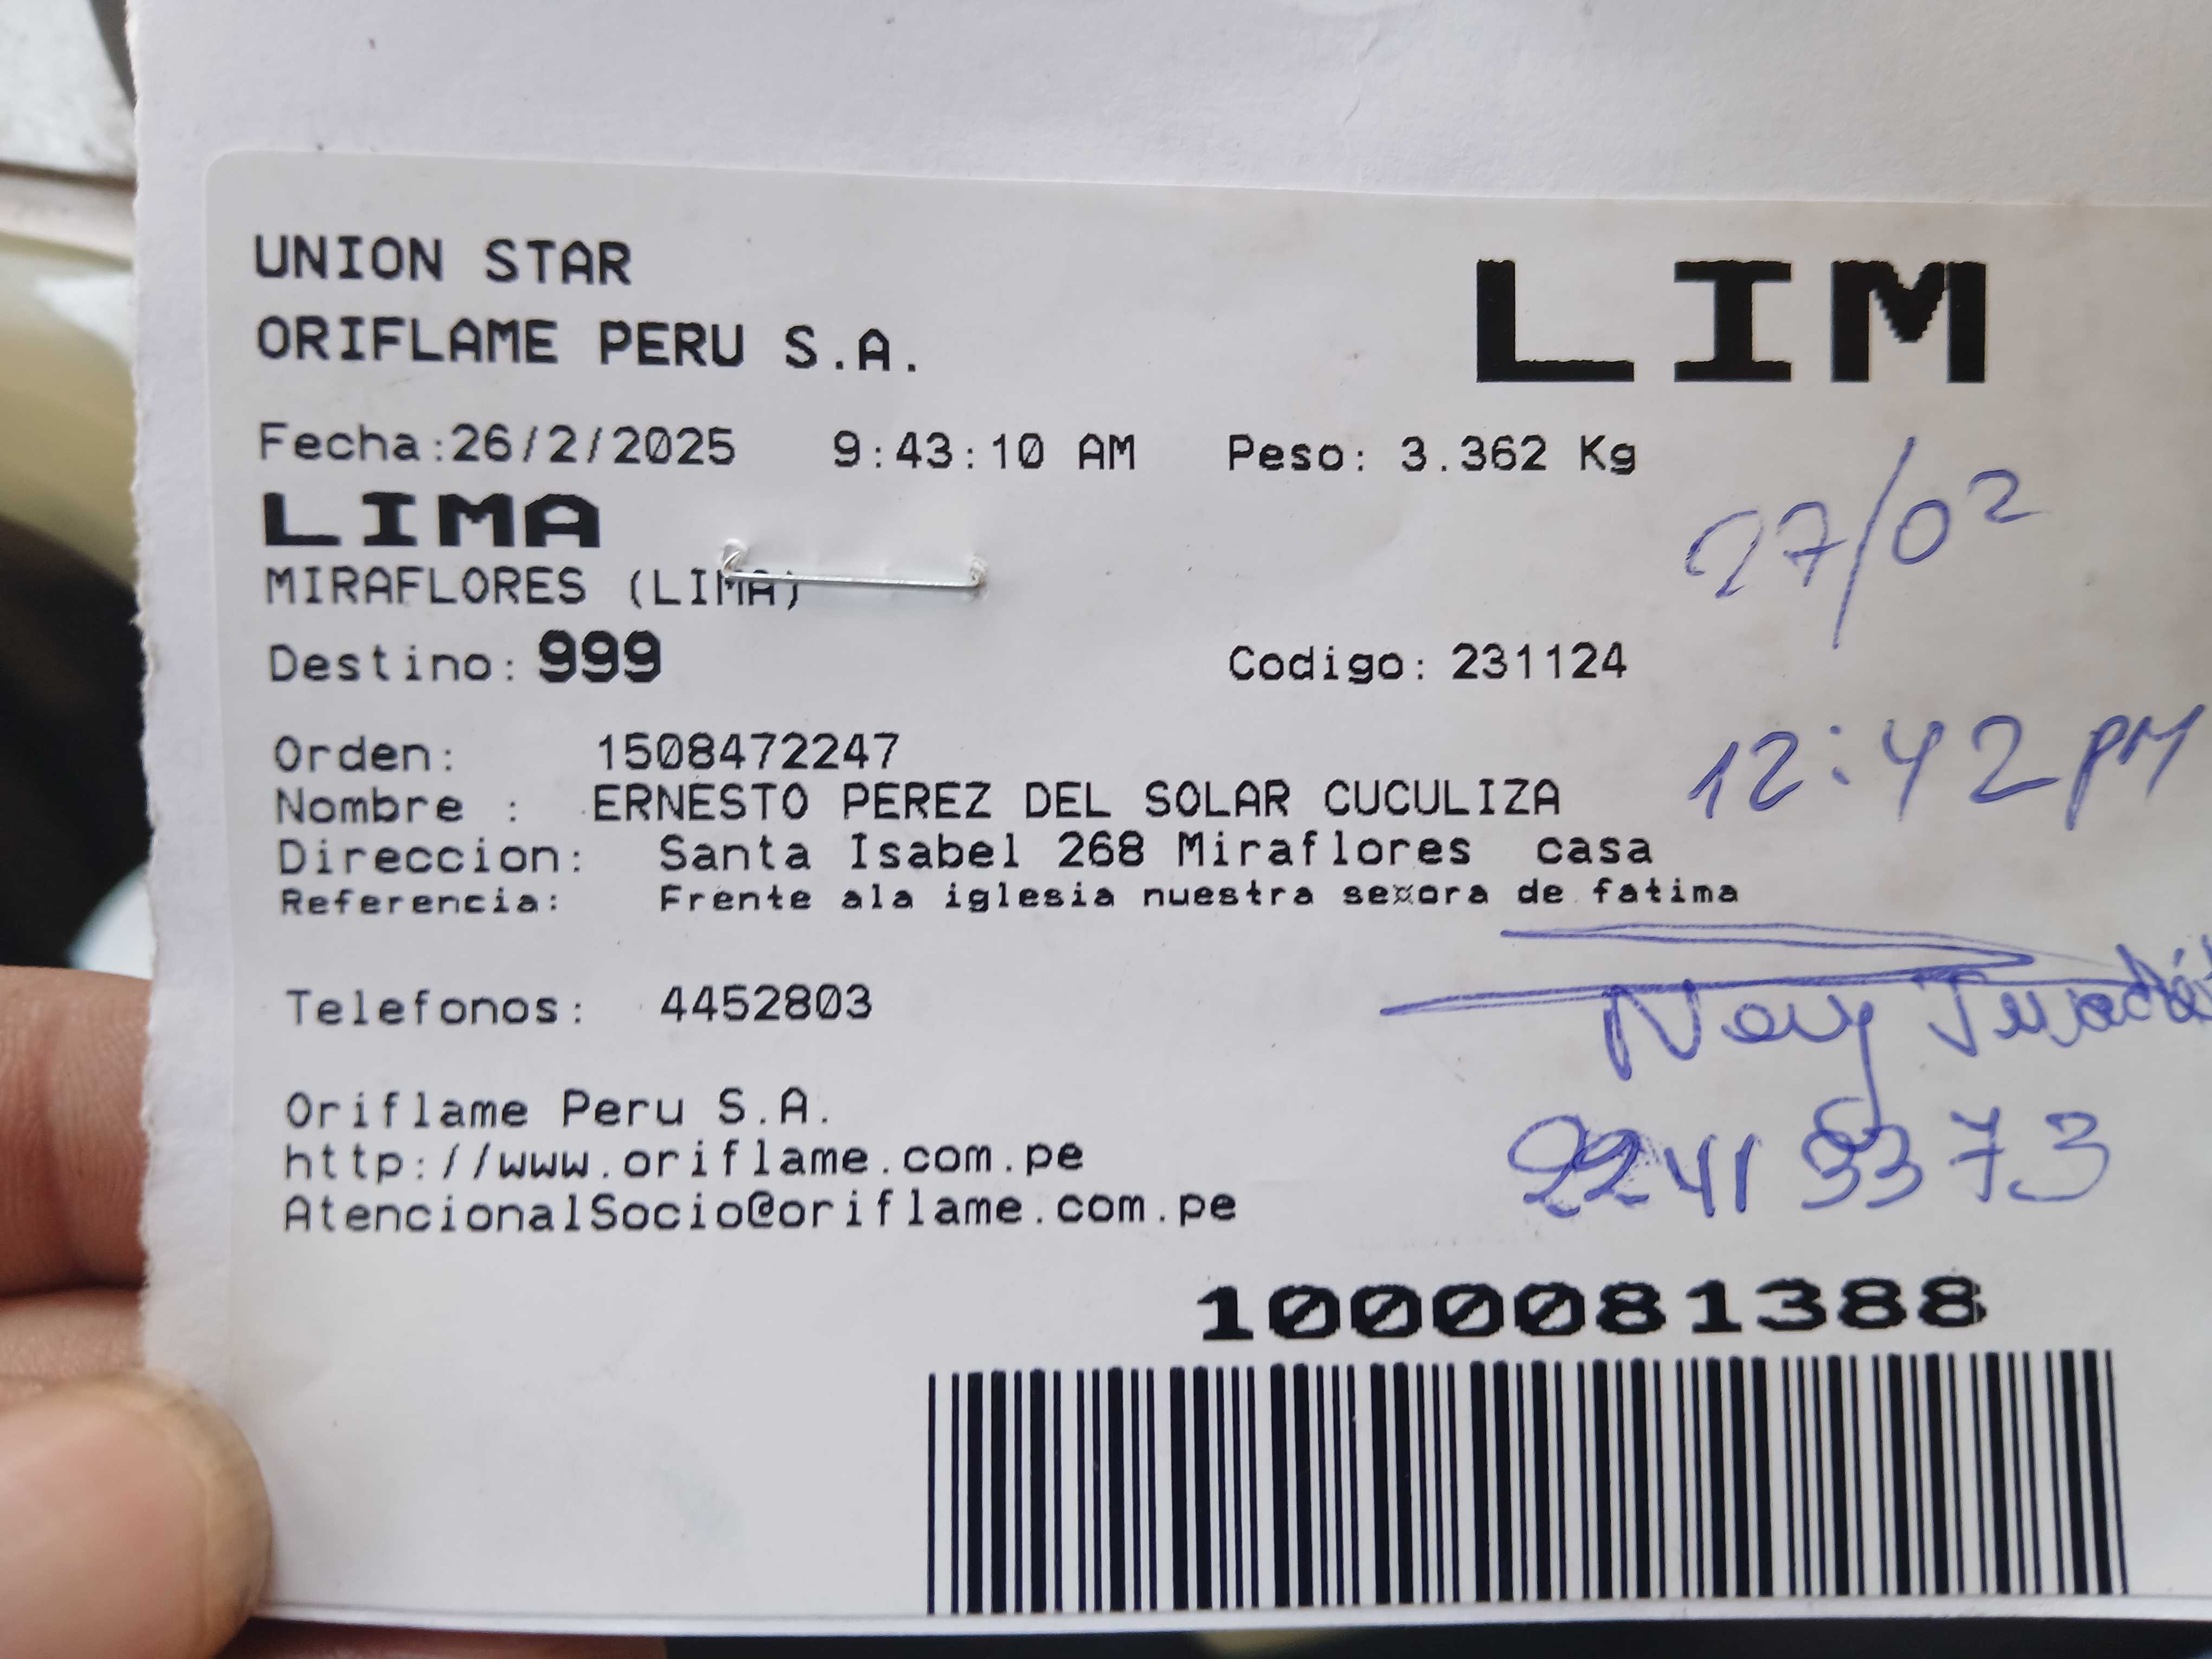 UNION STAR
LIM
ORIFLAME PERU S.A.
Fecha:26/2/2025 9:43:10 AM Peso: 3.362 Kg
27/02
LIMA
MIRAFLORES (LIMA)
Destino: 999 Codigo: 231124
12:42 PM
Orden: 1508472247
Nombre : ERNESTO PEREZ DEL SOLAR CUCULIZA
Direccion: Santa Isabel 268 Miraflores casa
Referencia: Frente ala iglesia nuestra se¤ora de fatima
Telefonos: 4452803
Oriflame Peru S.A.
http://www.oriflame.com.pe
AtencionalSocio@oriflame.com.pe
1000081388